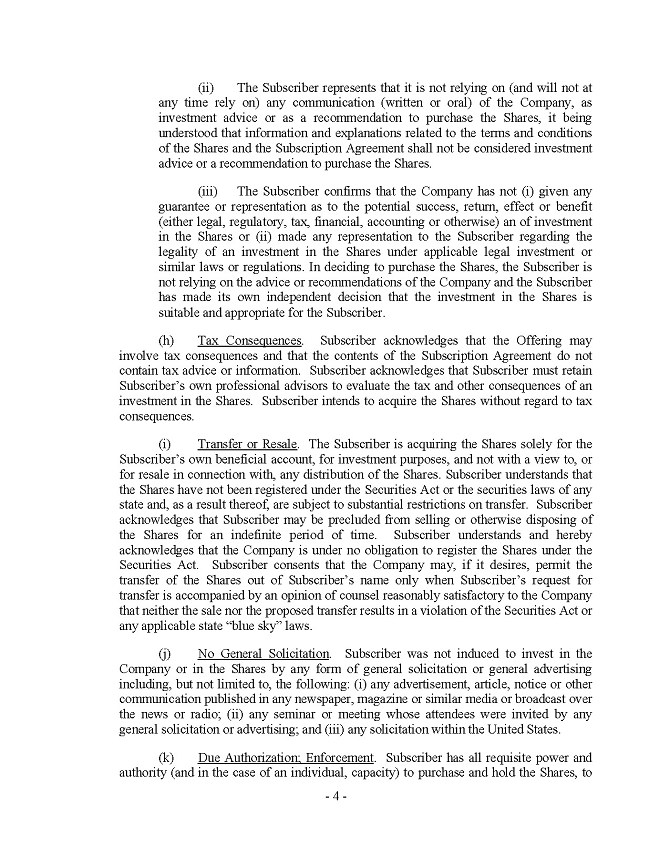 (ii) The Subscriber represents that it is not relying on (and will not at
any time rely on) any communication (written or oral) of the Company, as
investment advice or as a recommendation to purchase the Shares, it being
understood that information and explanations related to the terms and conditions
of the Shares and the Subscription Agreement shall not be considered investment
advice or a recommendation to purchase the Shares.
(iii) The Subscriber confirms that the Company has not (i) given any
guarantee or representation as to the potential success, return, effect or benefit
(either legal, regulatory, tax, financial, accounting or otherwise) an of investment
in the Shares or (ii) made any representation to the Subscriber regarding the
legality of an investment in the Shares under applicable legal investment or
similar laws or regulations. In deciding to purchase the Shares, the Subscriber is
not relying on the advice or recommendations of the Company and the Subscriber
has made its own independent decision that the investment in the Shares is
suitable and appropriate for the Subscriber.
(h) Tax Consequences. Subscriber acknowledges that the Offering may
involve tax consequences and that the contents of the Subscription Agreement do not
contain tax advice or information. Subscriber acknowledges that Subscriber must retain
Subscriber's own professional advisors to evaluate the tax and other consequences of an
investment in the Shares. Subscriber intends to acquire the Shares without regard to tax
consequences.
(i) Transfer or Resale. The Subscriber is acquiring the Shares solely for the
Subscriber's own beneficial account, for investment purposes, and not with a view to, or
for resale in connection with, any distribution of the Shares. Subscriber understands that
the Shares have not been registered under the Securities Act or the securities laws of any
state and, as a result thereof, are subject to substantial restrictions on transfer. Subscriber
acknowledges that Subscriber may be precluded from selling or otherwise disposing of
the Shares for an indefinite period of time. Subscriber understands and hereby
acknowledges that the Company is under no obligation to register the Shares under the
Securities Act. Subscriber consents that the Company may, if it desires, permit the
transfer of the Shares out of Subscriber's name only when Subscriber's request for
transfer is accompanied by an opinion of counsel reasonably satisfactory to the Company
that neither the sale nor the proposed transfer results in a violation of the Securities Act or
any applicable state “blue sky” laws.
(j) No General Solicitation. Subscriber was not induced to invest in the
Company or in the Shares by any form of general solicitation or general advertising
including, but not limited to, the following: (i) any advertisement, article, notice or other
communication published in any newspaper, magazine or similar media or broadcast over
the news or radio; (ii) any seminar or meeting whose attendees were invited by any
general solicitation or advertising; and (iii) any solicitation within the United States.
(k) Due Authorization; Enforcement. Subscriber has all requisite power and
authority (and in the case of an individual, capacity) to purchase and hold the Shares, to
- 4 -